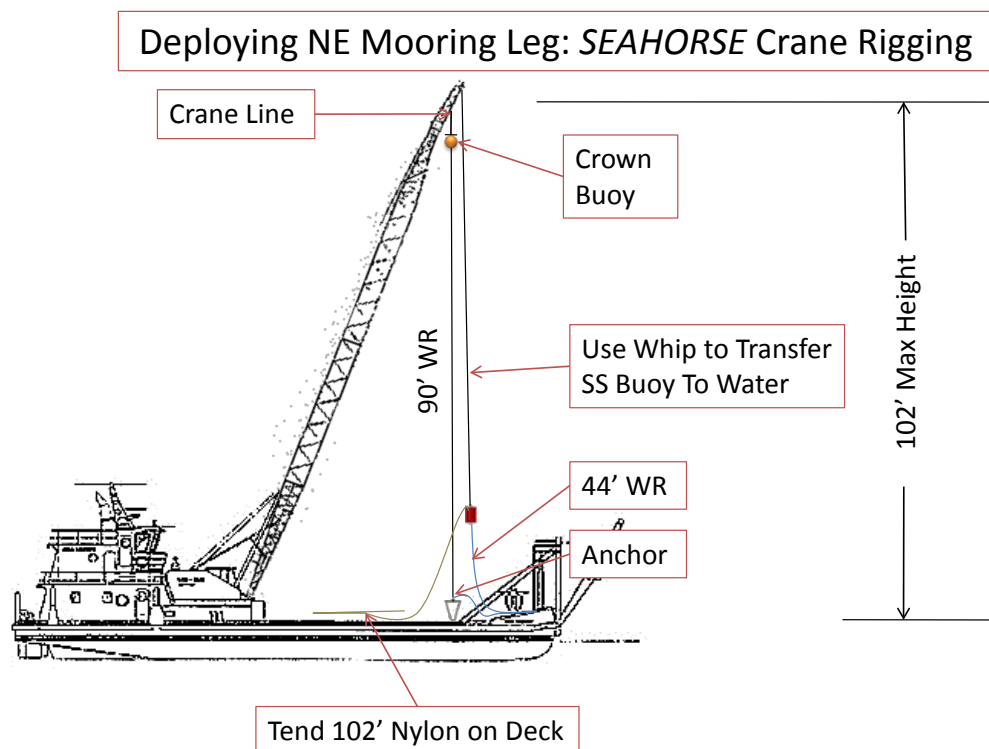 Deploying NE Mooring Leg: SEAHORSE Crane Rigging
Crane Line
Crown
Buoy
90’ WR
102’ Max Height
Use Whip to Transfer
SS Buoy To Water
44’ WR
Anchor
Tend 102’ Nylon on Deck